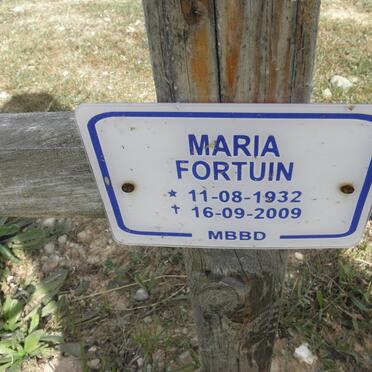 MARIA
FORTUIN
★ 11-08-1932
✝ 16-09-2009
MBBD